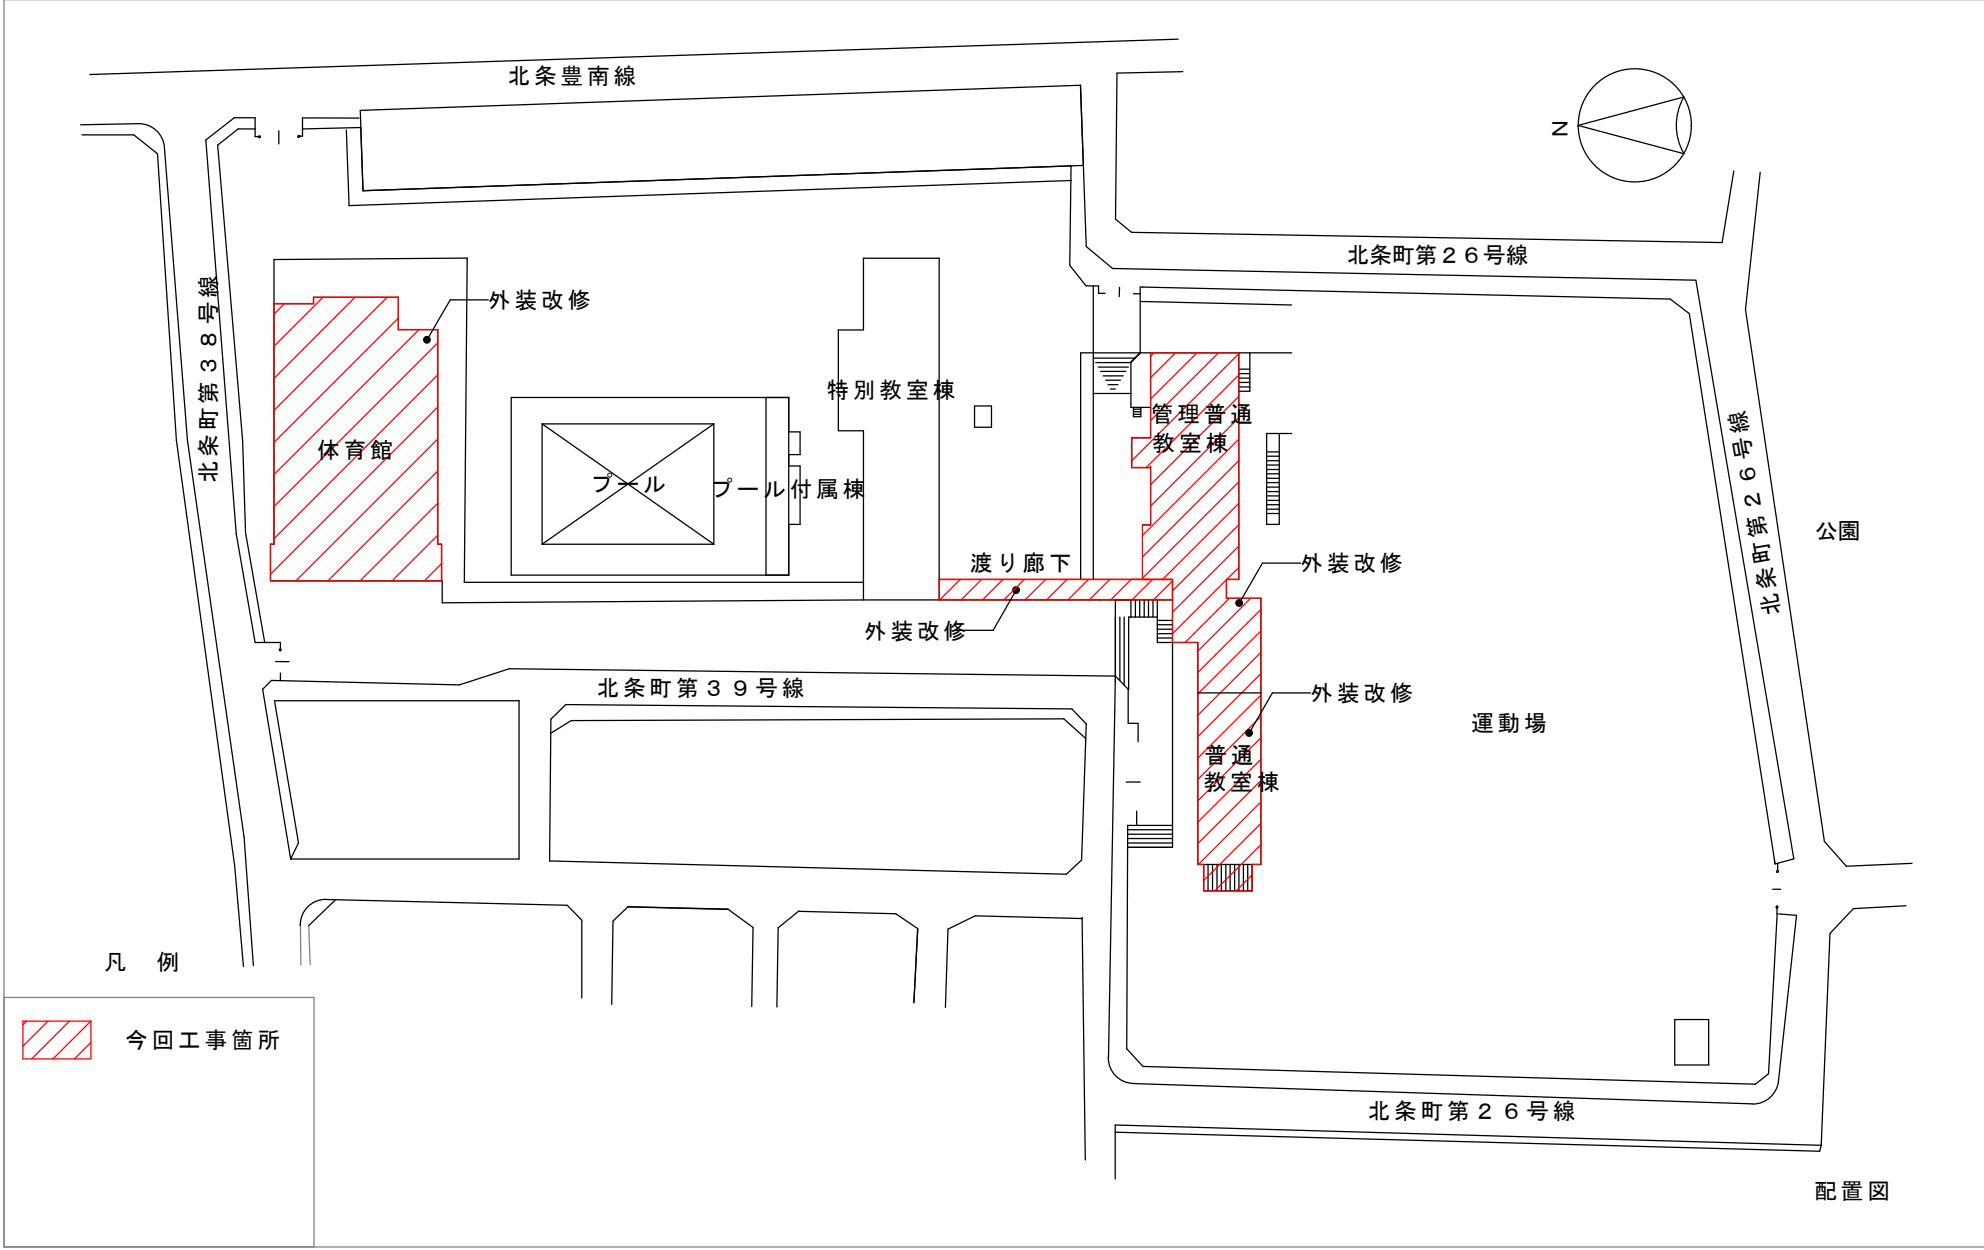 北条豊南線
N
北条町第２６号線
北条町第３８号線
外装改修
特別教室棟
管理普通
教室棟
体育館
プール
プール付属棟
北条町第２６号線
公園
渡り廊下
外装改修
外装改修
北条町第３９号線
外装改修
運動場
普通
教室棟
凡　例
今回工事箇所
北条町第２６号線
配置図